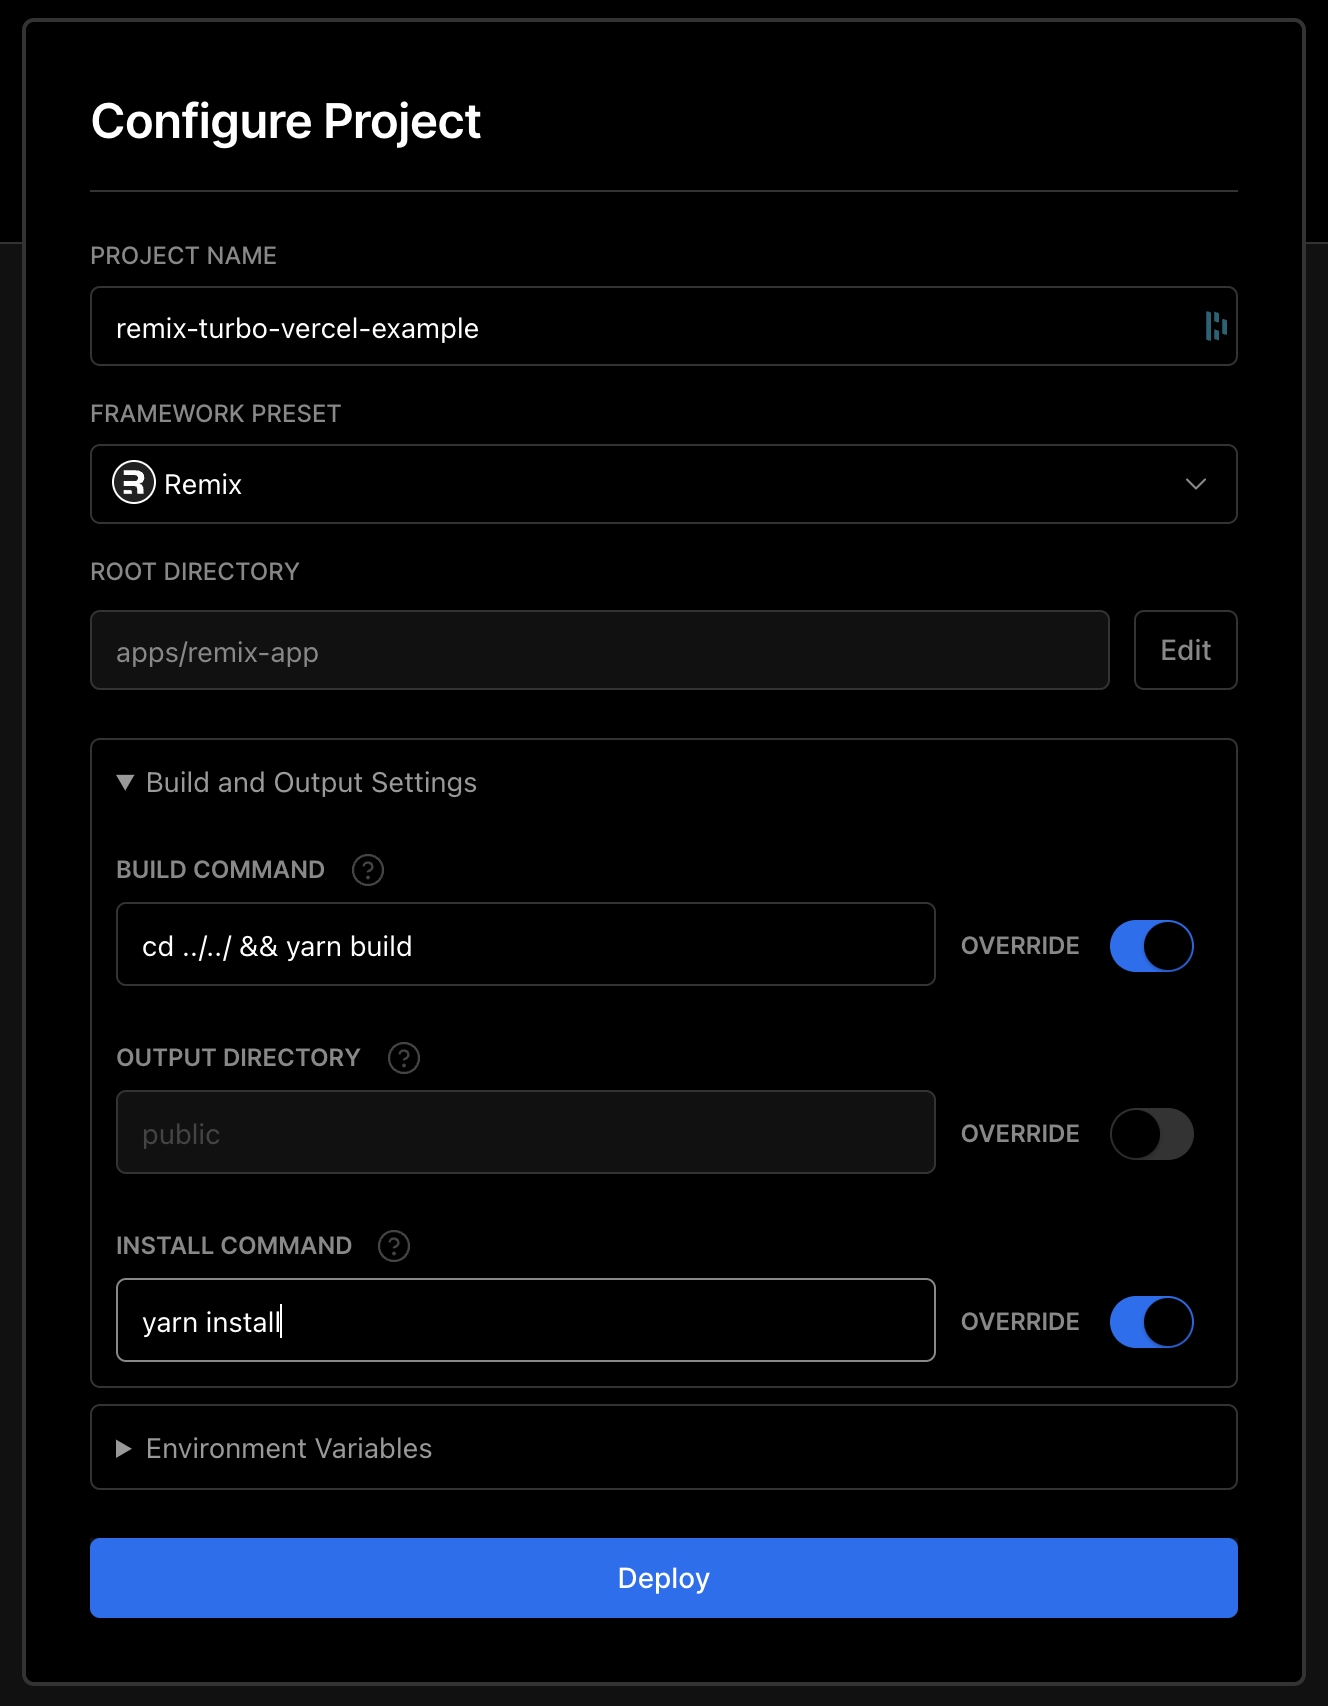 Configure Project
PROJECT NAME
remix-turbo-vercel-example
FRAMEWORK PRESET
Remix
ROOT DIRECTORY
apps/remix-app
Edit
Build and Output Settings
BUILD COMMAND ?
cd ../../ && yarn build
OVERRIDE
OUTPUT DIRECTORY ?
public
OVERRIDE
INSTALL COMMAND ?
yarn install
OVERRIDE
Environment Variables
Deploy